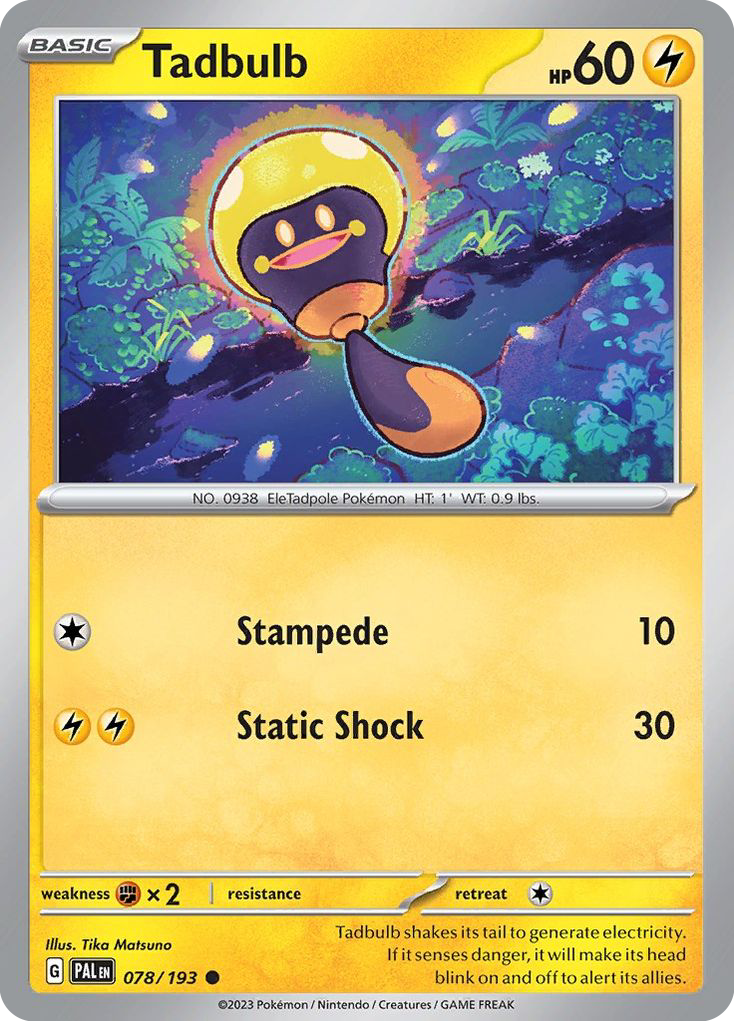 BASIC
Tadbulb
HP 60
NO. 0938 EleTadpole Pokémon HT: 1' WT: 0.9 lbs.
Stampede 10
Static Shock 30
weakness ×2 resistance retreat
Illus. Tika Matsuno
Tadbulb shakes its tail to generate electricity.
If it senses danger, it will make its head
blink on and off to alert its allies.
G PAL EN 078/193
©2023 Pokémon / Nintendo / Creatures / GAME FREAK